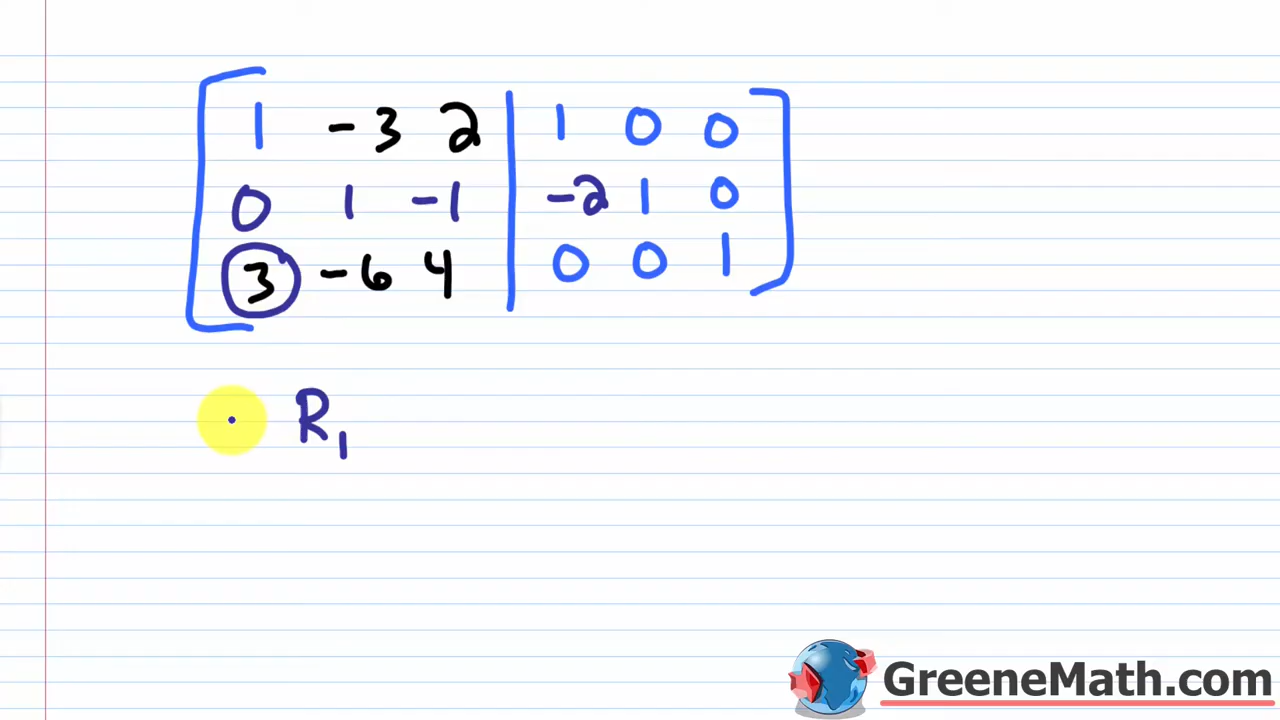 1 -3 2 | 1 0 0
0 1 -1 | -2 1 0
3 -6 4 | 0 0 1
R₁
GreeneMath.com